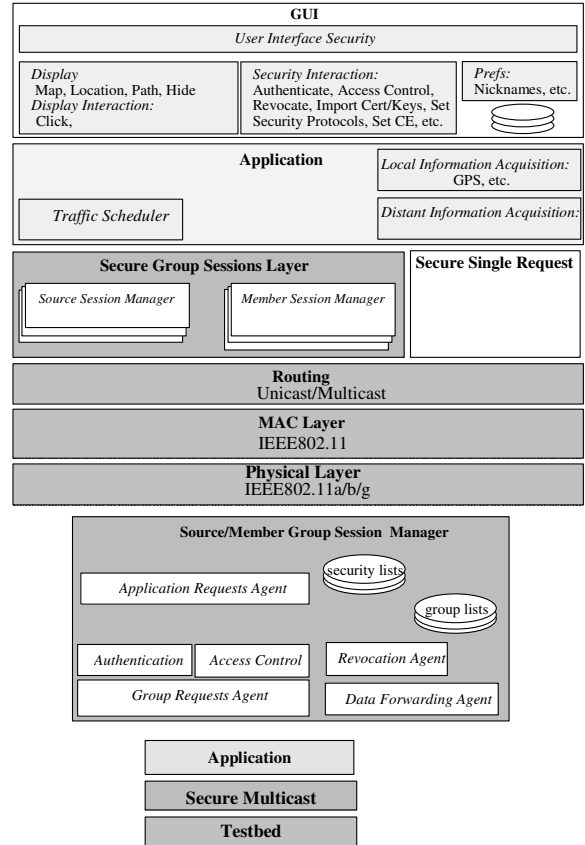 GUI
User Interface Security
Display
Map, Location, Path, Hide
Display Interaction:
Click,
Security Interaction:
Authenticate, Access Control,
Revocate, Import Cert/Keys, Set
Security Protocols, Set CE, etc.
Prefs:
Nicknames, etc.
Application
Local Information Acquisition:
GPS, etc.
Traffic Scheduler
Distant Information Acquisition:
Secure Group Sessions Layer
Source Session Manager
Member Session Manager
Secure Single Request
Routing
Unicast/Multicast
MAC Layer
IEEE802.11
Physical Layer
IEEE802.11a/b/g
Source/Member Group Session Manager
security lists
Application Requests Agent
group lists
Authentication
Access Control
Revocation Agent
Group Requests Agent
Data Forwarding Agent
Application
Secure Multicast
Testbed